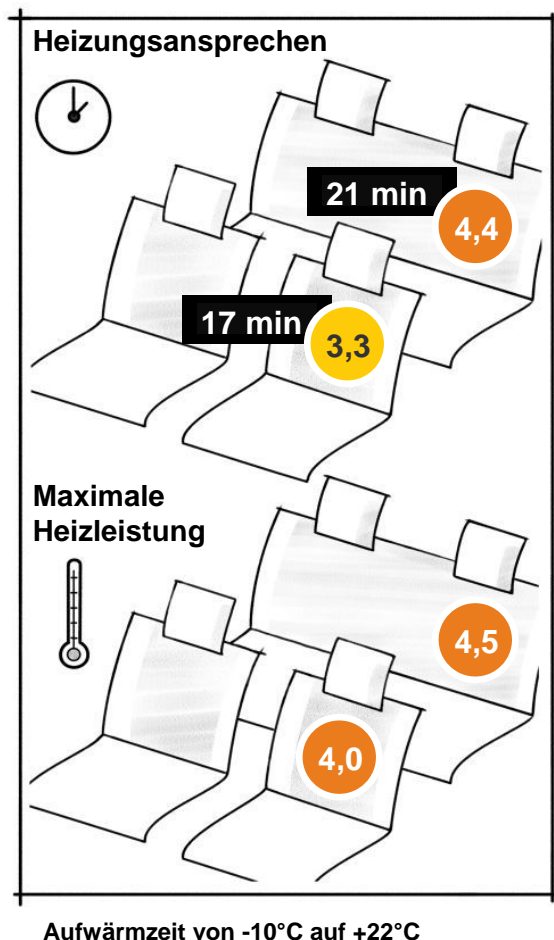 Heizungsansprechen
21 min
4,4
17 min
3,3
Maximale
Heizleistung
4,5
4,0
Aufwärmzeit von -10°C auf +22°C